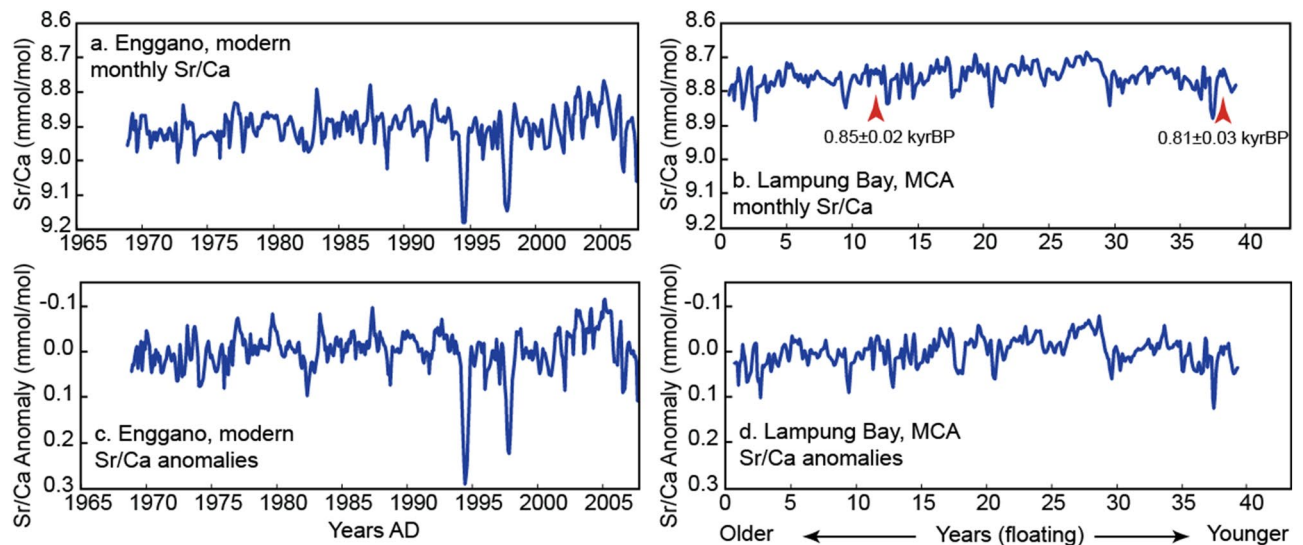 8.6
8.7
8.8
8.9
9.0
9.1
9.2
Sr/Ca (mmol/mol)
a. Enggano, modern
monthly Sr/Ca
1965 1970 1975 1980 1985 1990 1995 2000 2005
8.6
8.7
8.8
8.9
9.0
9.1
9.2
Sr/Ca (mmol/mol)
0.85±0.02 kyrBP
0.81±0.03 kyrBP
b. Lampung Bay, MCA
monthly Sr/Ca
0 5 10 15 20 25 30 35 40
-0.1
0.0
0.1
0.2
0.3
Sr/Ca Anomaly (mmol/mol)
c. Enggano, modern
Sr/Ca anomalies
1965 1970 1975 1980 1985 1990 1995 2000 2005
Years AD
-0.1
0.0
0.1
0.2
0.3
Sr/Ca Anomaly (mmol/mol)
d. Lampung Bay, MCA
Sr/Ca anomalies
0 5 10 15 20 25 30 35 40
Older Years (floating) Younger